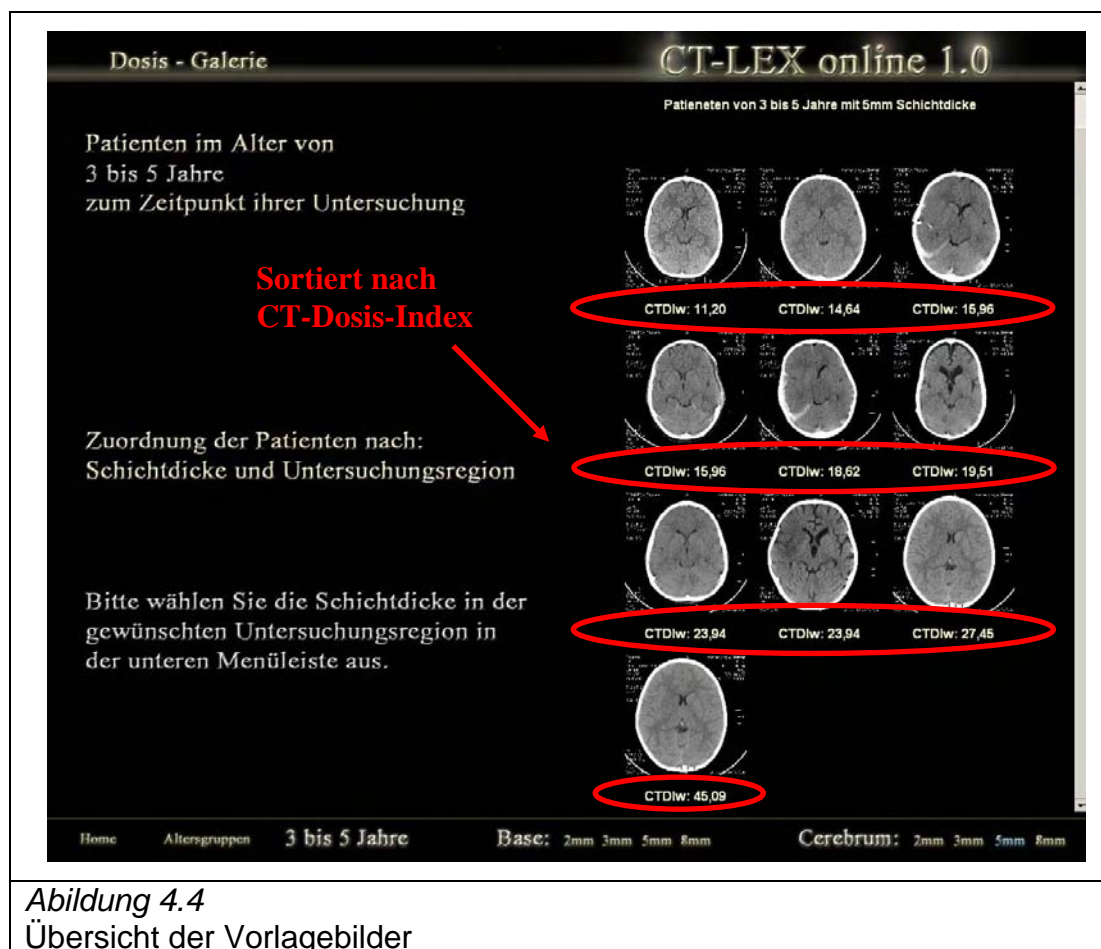 Dosis - Galerie
CT-LEX online 1.0
Patieneten von 3 bis 5 Jahre mit 5mm Schichtdicke
Patienten im Alter von
3 bis 5 Jahre
zum Zeitpunkt ihrer Untersuchung
Sortiert nach
CT-Dosis-Index
Zuordnung der Patienten nach:
Schichtdicke und Untersuchungsregion
Bitte wählen Sie die Schichtdicke in der
gewünschten Untersuchungsregion in
der unteren Menüleiste aus.
CTDIw: 11,20 CTDIw: 14,64 CTDIw: 15,96
CTDIw: 15,96 CTDIw: 18,62 CTDIw: 19,51
CTDIw: 23,94 CTDIw: 23,94 CTDIw: 27,45
CTDIw: 45,09
Home Altersgruppen 3 bis 5 Jahre Base: 2mm 3mm 5mm 8mm Cerebrum: 2mm 3mm 5mm 8mm
Abildung 4.4
Übersicht der Vorlagebilder